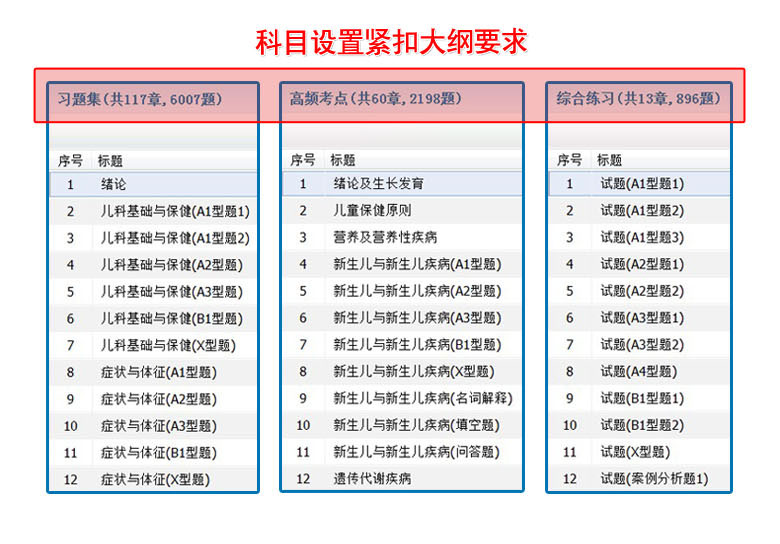 科目设置紧扣大纲要求
习题集(共117章,6007题)
序号 标题
1 绪论
2 儿科基础与保健(A1型题1)
3 儿科基础与保健(A1型题2)
4 儿科基础与保健(A2型题)
5 儿科基础与保健(A3型题)
6 儿科基础与保健(B1型题)
7 儿科基础与保健(X型题)
8 症状与体征(A1型题)
9 症状与体征(A2型题)
10 症状与体征(A3型题)
11 症状与体征(B1型题)
12 症状与体征(X型题)
高频考点(共60章,2198题)
序号 标题
1 绪论及生长发育
2 儿童保健原则
3 营养及营养性疾病
4 新生儿与新生儿疾病(A1型题)
5 新生儿与新生儿疾病(A2型题)
6 新生儿与新生儿疾病(A3型题)
7 新生儿与新生儿疾病(B1型题)
8 新生儿与新生儿疾病(X型题)
9 新生儿与新生儿疾病(名词解释)
10 新生儿与新生儿疾病(填空题)
11 新生儿与新生儿疾病(问答题)
12 遗传代谢疾病
综合练习(共13章,896题)
序号 标题
1 试题(A1型题1)
2 试题(A1型题2)
3 试题(A1型题3)
4 试题(A2型题1)
5 试题(A2型题2)
6 试题(A3型题1)
7 试题(A3型题2)
8 试题(A4型题)
9 试题(B1型题1)
10 试题(B1型题2)
11 试题(X型题)
12 试题(案例分析题1)